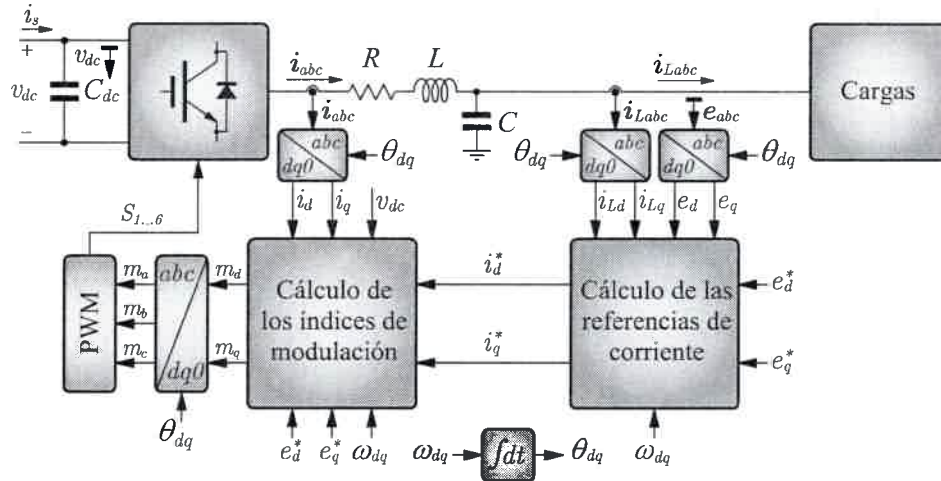 i_s
+
v_dc
v_dc
C_dc
−
i_abc
R
L
i_Labc
Cargas
i_abc
C
i_Labc
e_abc
abc
dq0
θ_dq
θ_dq
abc
dq0
abc
dq0
θ_dq
i_d
i_q
v_dc
i_Ld
i_Lq
e_d
e_q
S_1...6
PWM
m_a
m_b
m_c
abc
dq0
m_d
m_q
θ_dq
Cálculo de
los indices de
modulación
i_d^*
i_q^*
Cálculo de las
referencias de
corriente
e_d^*
e_q^*
e_d^*
e_q^*
ω_dq
ω_dq
∫dt
θ_dq
ω_dq